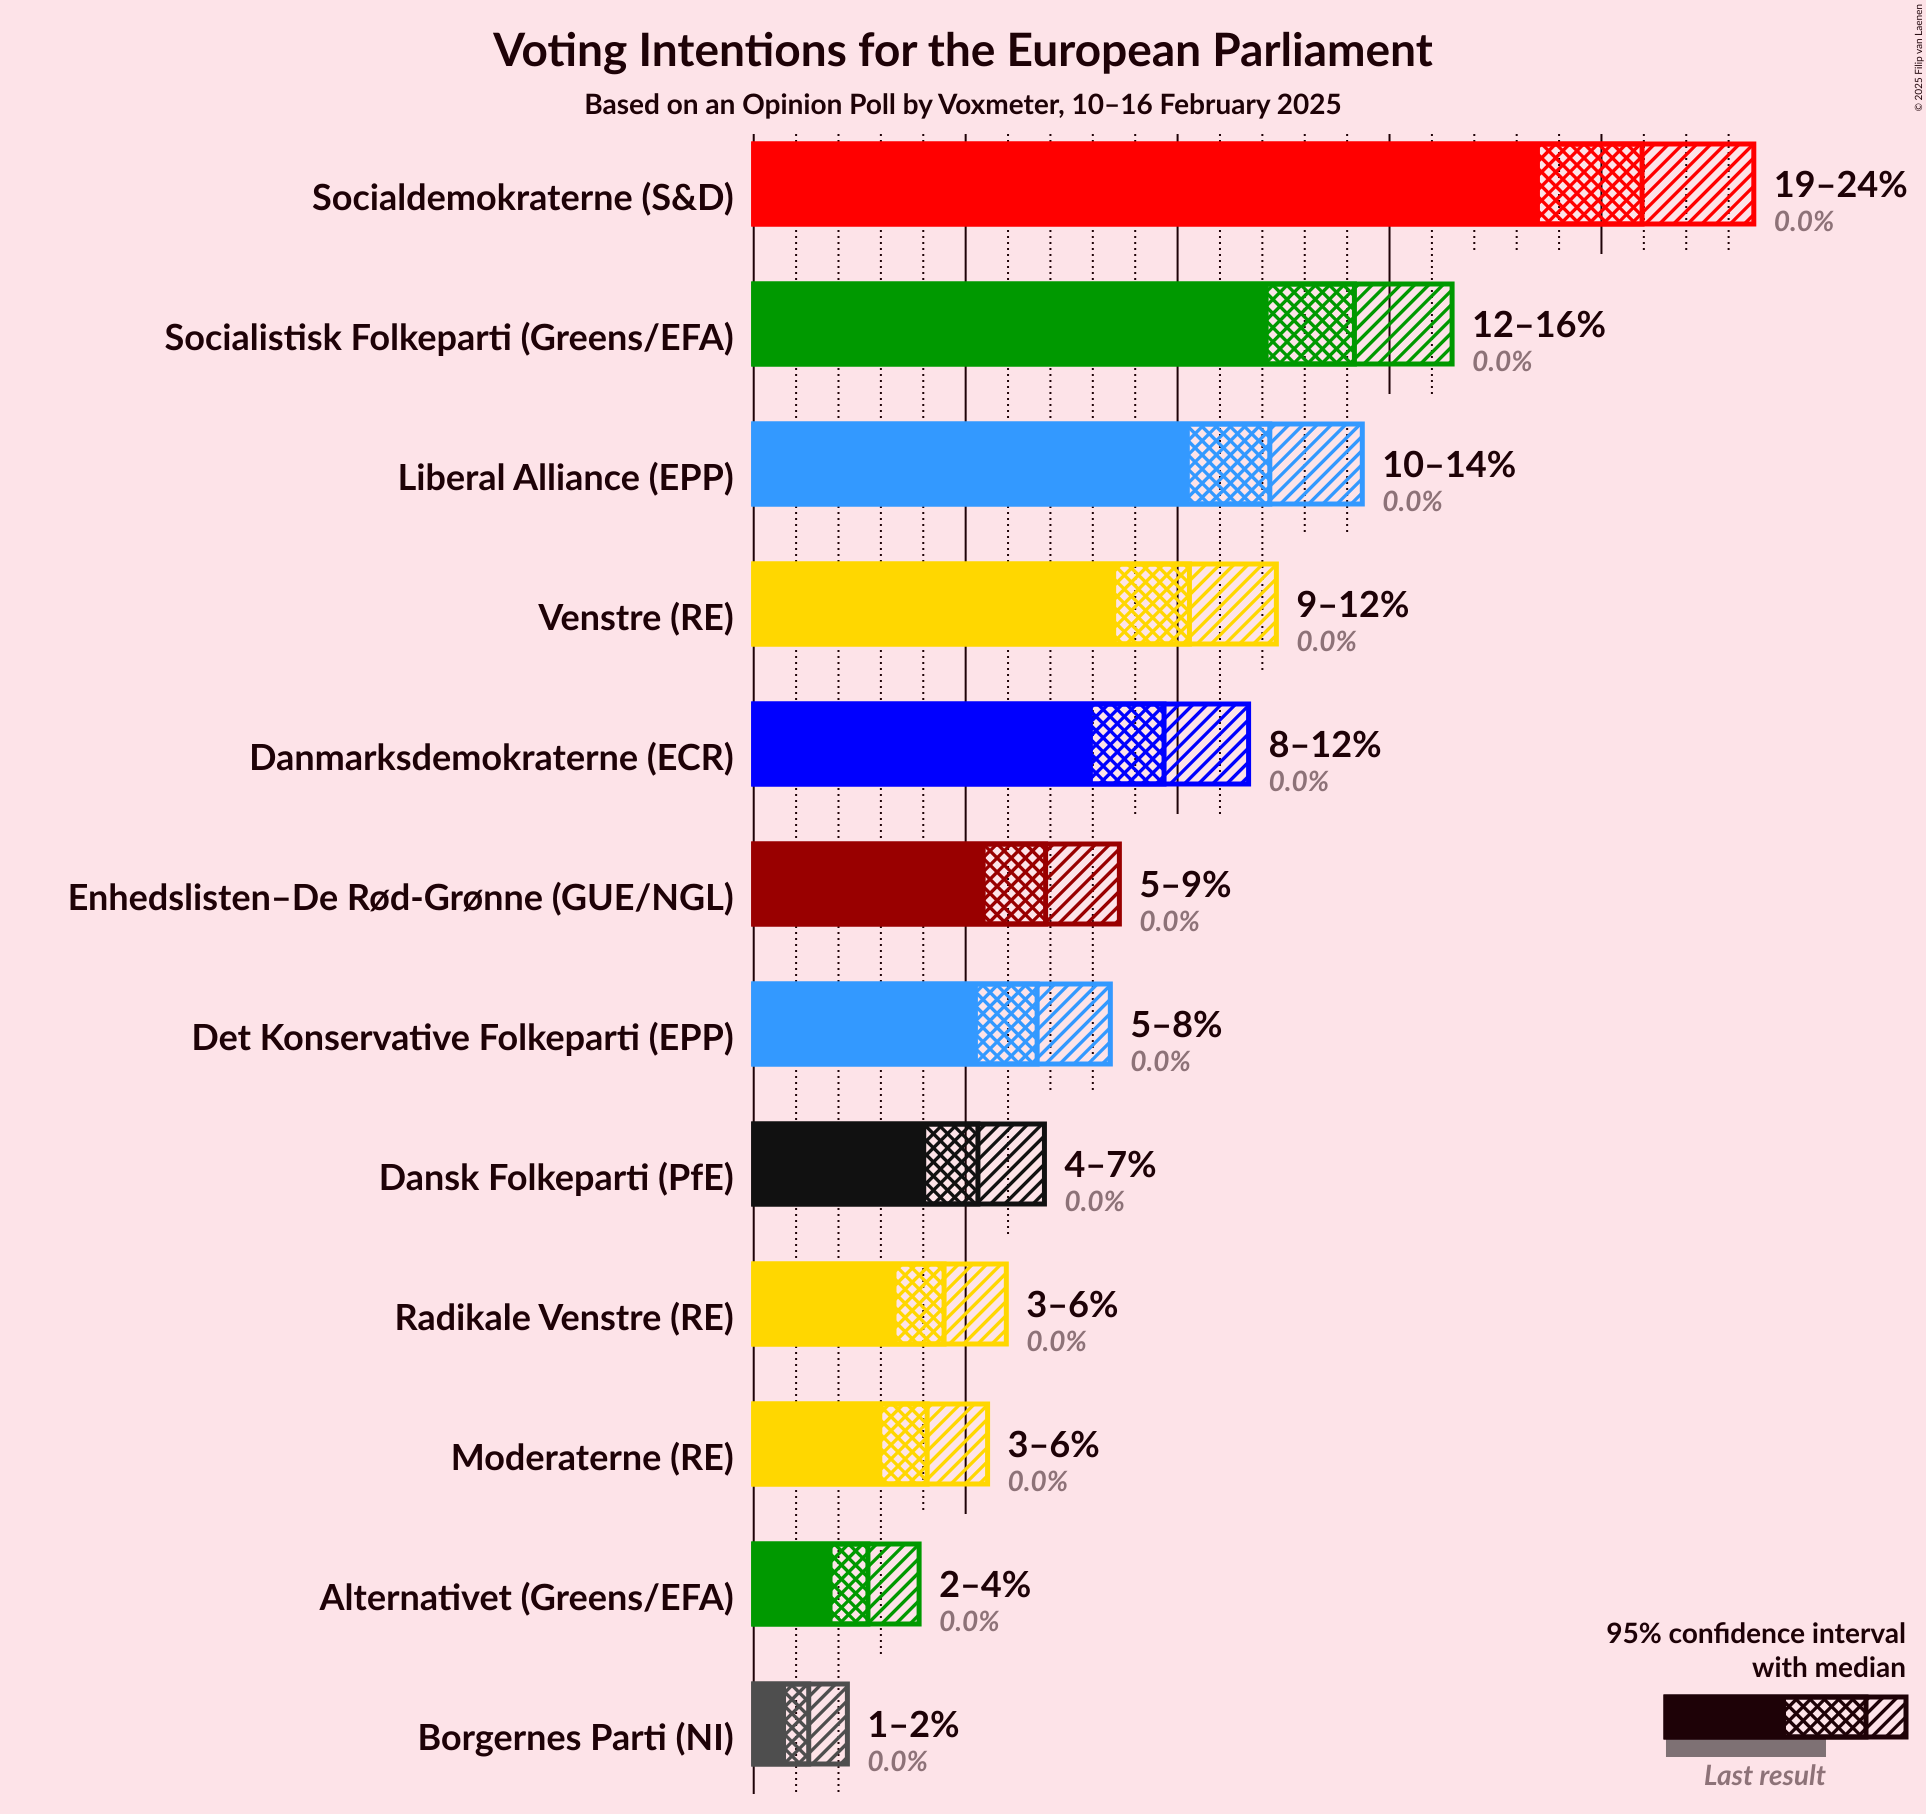 Voting Intentions for the European Parliament
Based on an Opinion Poll by Voxmeter, 10–16 February 2025
© 2025 Filip van Laenen
Socialdemokraterne (S&D)
19–24%
0.0%
Socialistisk Folkeparti (Greens/EFA)
12–16%
0.0%
Liberal Alliance (EPP)
10–14%
0.0%
Venstre (RE)
9–12%
0.0%
Danmarksdemokraterne (ECR)
8–12%
0.0%
Enhedslisten–De Rød-Grønne (GUE/NGL)
5–9%
0.0%
Det Konservative Folkeparti (EPP)
5–8%
0.0%
Dansk Folkeparti (PfE)
4–7%
0.0%
Radikale Venstre (RE)
3–6%
0.0%
Moderaterne (RE)
3–6%
0.0%
Alternativet (Greens/EFA)
2–4%
0.0%
Borgernes Parti (NI)
1–2%
0.0%
95% confidence interval
with median
Last result